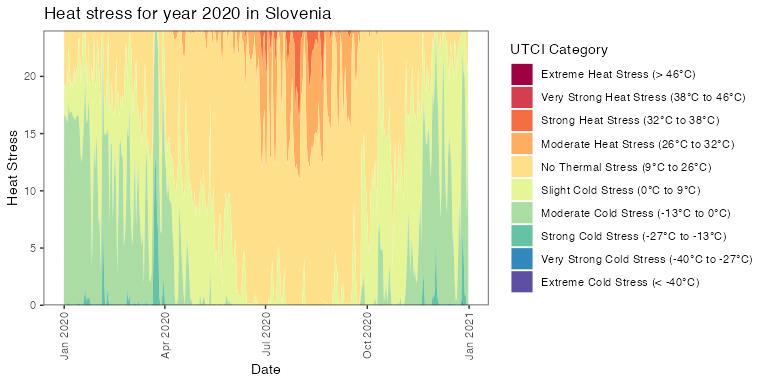 Heat stress for year 2020 in Slovenia
Heat Stress
20
15
10
5
0
Jan 2020
Apr 2020
Jul 2020
Oct 2020
Jan 2021
Date
UTCI Category
Extreme Heat Stress (> 46°C)
Very Strong Heat Stress (38°C to 46°C)
Strong Heat Stress (32°C to 38°C)
Moderate Heat Stress (26°C to 32°C)
No Thermal Stress (9°C to 26°C)
Slight Cold Stress (0°C to 9°C)
Moderate Cold Stress (-13°C to 0°C)
Strong Cold Stress (-27°C to -13°C)
Very Strong Cold Stress (-40°C to -27°C)
Extreme Cold Stress (< -40°C)